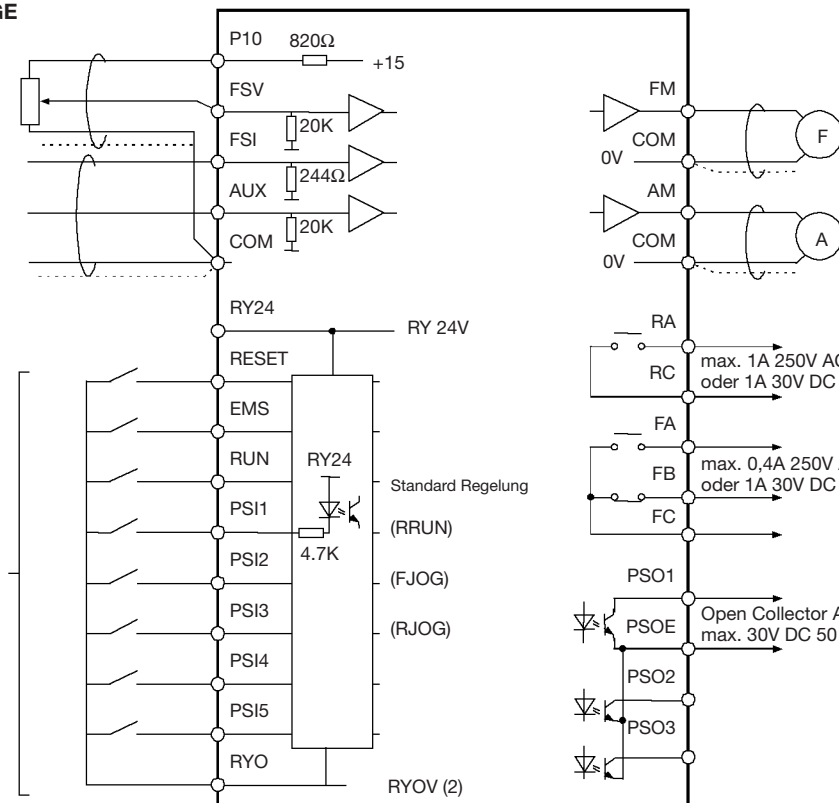 GE
P10
820Ω
+15
FSV
20K
FSI
244Ω
AUX
20K
COM
RY24
RY 24V
RESET
EMS
RUN
RY24
Standard Regelung
PSI1
(RRUN)
4.7K
PSI2
(FJOG)
PSI3
(RJOG)
PSI4
PSI5
RYO
RYOV (2)
FM
COM
F
0V
AM
COM
A
0V
RA
max. 1A 250V AC
RC
oder 1A 30V DC
FA
max. 0,4A 250V
FB
oder 1A 30V DC
FC
PSO1
Open Collector A
PSOE
max. 30V DC 50
PSO2
PSO3